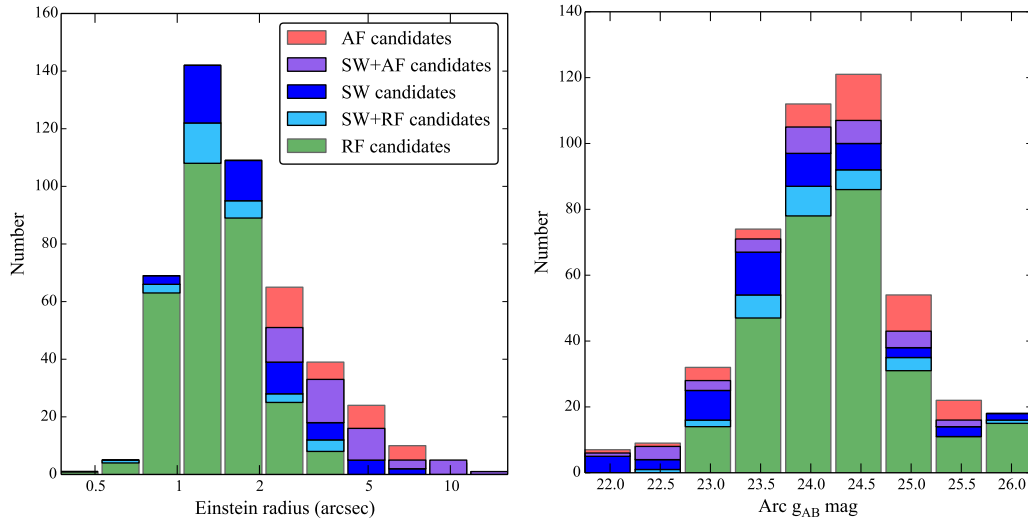 160
140
120
100
80
60
40
20
0
Number
0.5 1 2 5 10
Einstein radius (arcsec)
AF candidates
SW+AF candidates
SW candidates
SW+RF candidates
RF candidates
140
120
100
80
60
40
20
0
Number
22.0 22.5 23.0 23.5 24.0 24.5 25.0 25.5 26.0
Arc g_AB mag